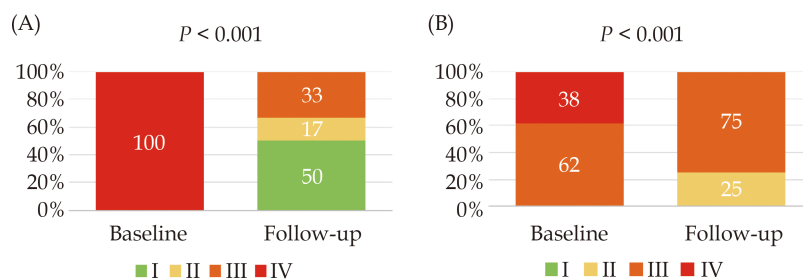 (A)
P < 0.001
100%
80%
60%
40%
20%
0%
100
33
17
50
Baseline Follow-up
I II III IV
(B)
P < 0.001
100%
80%
60%
40%
20%
0%
38
62
75
25
Baseline Follow-up
I II III IV